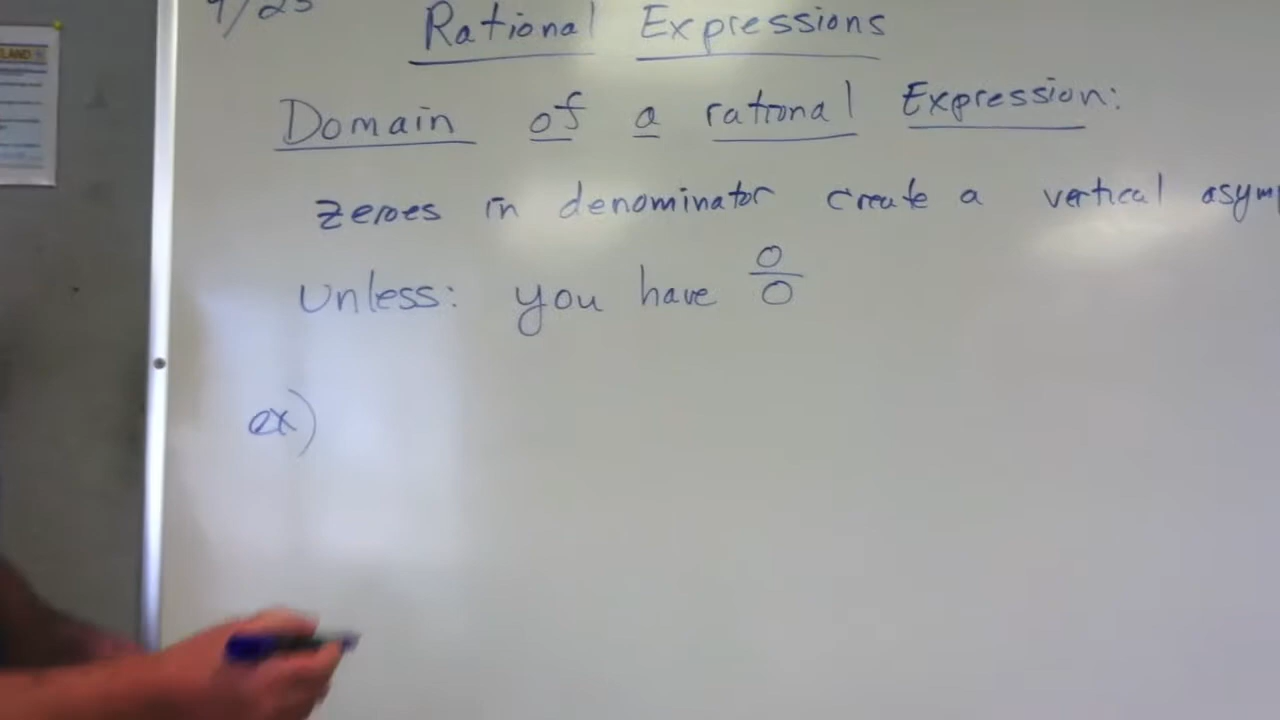 Rational Expressions
Domain of a rational Expression:
zeroes in denominator create a vertical asym
Unless: you have 0/0
ex)